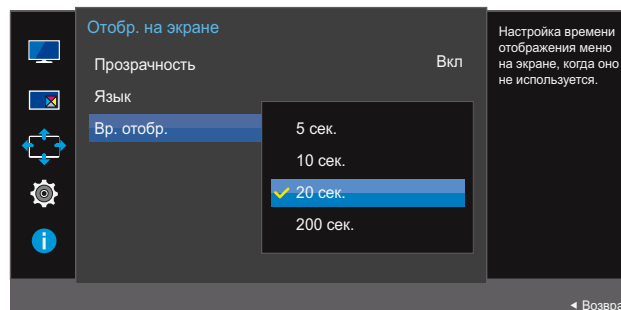 Отобр. на экране
Прозрачность Вкл
Язык
Вр. отобр.
5 сек.
10 сек.
20 сек.
200 сек.
Настройка времени
отображения меню
на экране, когда оно
не используется.
Возвра